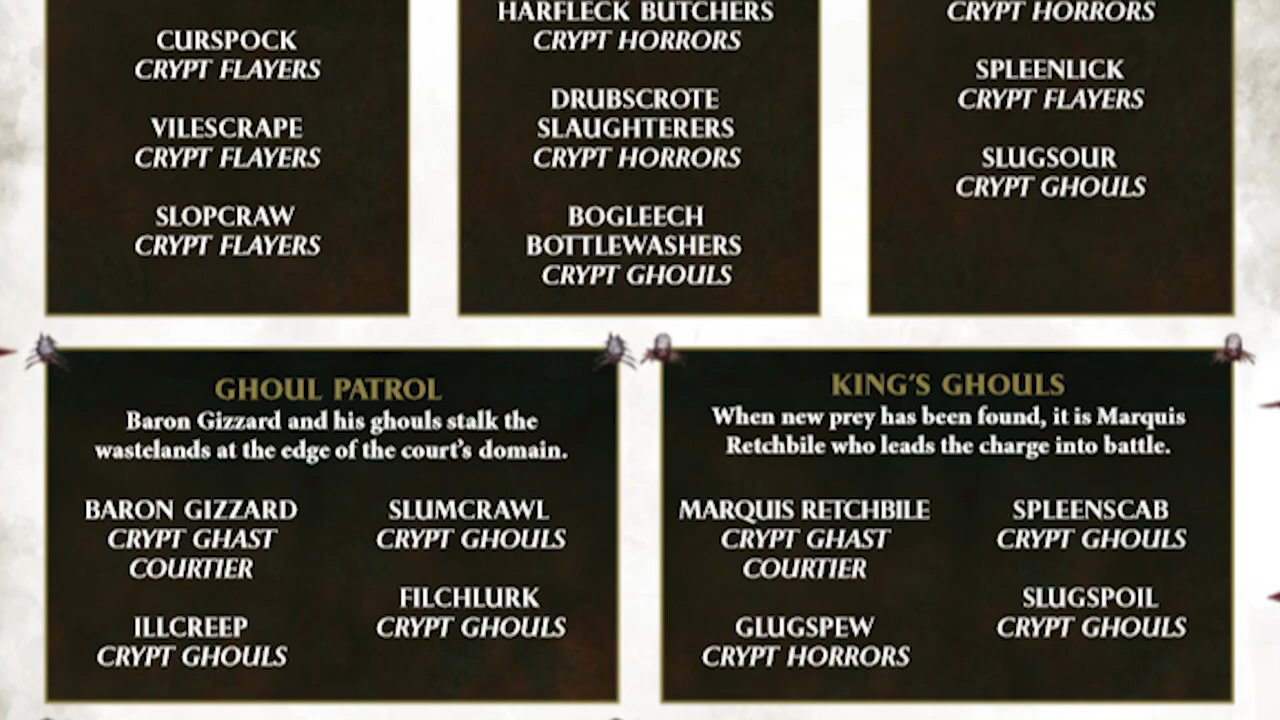 CURSPOCK
CRYPT FLAYERS
VILESCRAPE
CRYPT FLAYERS
SLOPCRAW
CRYPT FLAYERS
HARFLECK BUTCHERS
CRYPT HORRORS
DRUBSCROTE
SLAUGHTERERS
CRYPT HORRORS
BOGLEECH
BOTTLEWASHERS
CRYPT GHOULS
CRYPT HORRORS
SPLEENLICK
CRYPT FLAYERS
SLUGSOUR
CRYPT GHOULS
GHOUL PATROL
Baron Gizzard and his ghouls stalk the
wastelands at the edge of the court's domain.
BARON GIZZARD
CRYPT GHAST
COURTIER
ILLCREEP
CRYPT GHOULS
SLUMCRAWL
CRYPT GHOULS
FILCHLURK
CRYPT GHOULS
KING'S GHOULS
When new prey has been found, it is Marquis
Retchbile who leads the charge into battle.
MARQUIS RETCHBILE
CRYPT GHAST
COURTIER
GLUGSPEW
CRYPT HORRORS
SPLEENSCAB
CRYPT GHOULS
SLUGSPOIL
CRYPT GHOULS